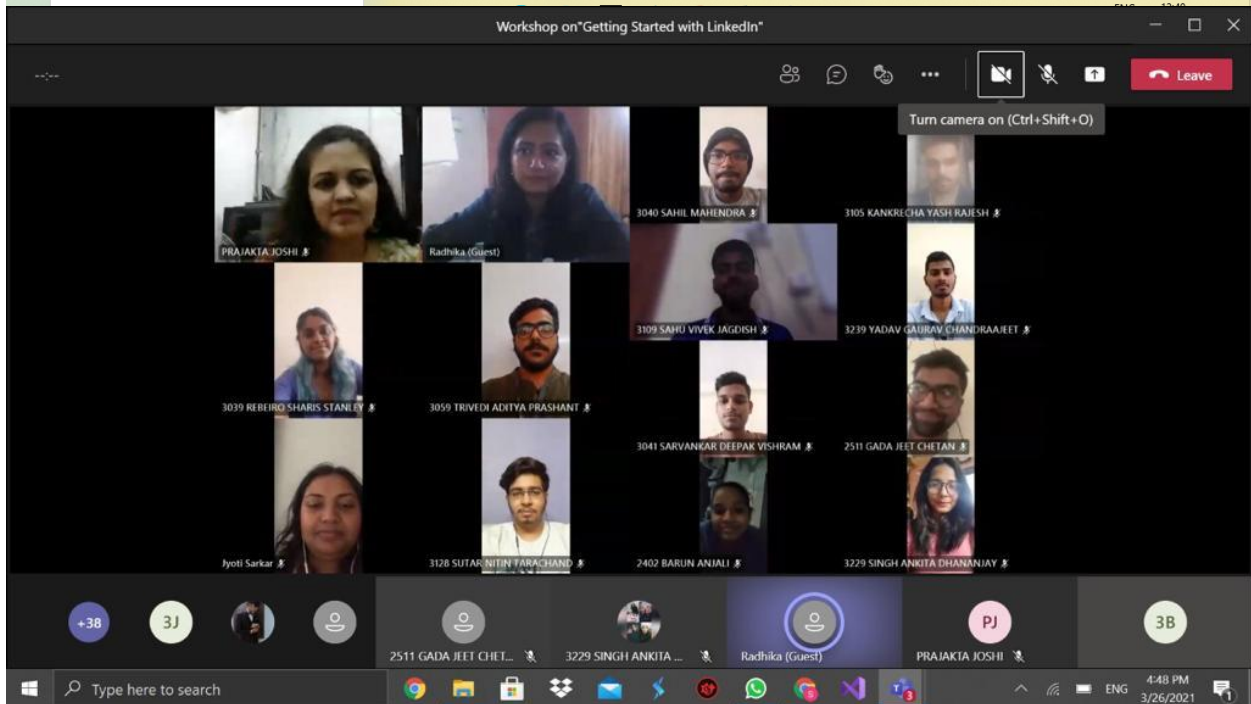 Workshop on"Getting Started with LinkedIn"
--:--
Leave
Turn camera on (Ctrl+Shift+O)
PRAJAKTA JOSHI
Radhika (Guest)
3040 SAHIL MAHENDRA
3105 KANKRECHA YASH RAJESH
3109 SAHU VIVEK JAGDISH
3239 YADAV GAURAV CHANDRAAJEET
3039 REBEIRO SHARIS STANLEY
3059 TRIVEDI ADITYA PRASHANT
3041 SARVANKAR DEEPAK VISHRAM
2511 GADA JEET CHETAN
Jyoti Sarkar
3128 SUTAR NITIN TARACHAND
2402 BARUN ANJALI
3229 SINGH ANKITA DHANANJAY
+38
3J
PJ
3B
2511 GADA JEET CHET...
3229 SINGH ANKITA ...
Radhika (Guest)
PRAJAKTA JOSHI
Type here to search
ENG
4:48 PM
3/26/2021